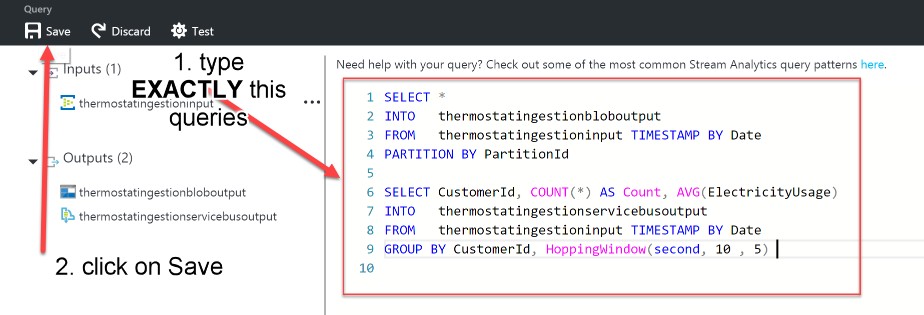 Query
Save Discard Test
1. type
EXACTLY this
queries
Inputs (1)
thermostatingestioninput
...
Outputs (2)
thermostatingestionbloboutput
thermostatingestionservicebusoutput
2. click on Save
Need help with your query? Check out some of the most common Stream Analytics query patterns here.
1 SELECT *
2 INTO thermostatingestionbloboutput
3 FROM thermostatingestioninput TIMESTAMP BY Date
4 PARTITION BY PartitionId
5
6 SELECT CustomerId, COUNT(*) AS Count, AVG(ElectricityUsage)
7 INTO thermostatingestionservicebusoutput
8 FROM thermostatingestioninput TIMESTAMP BY Date
9 GROUP BY CustomerId, HoppingWindow(second, 10 , 5)
10